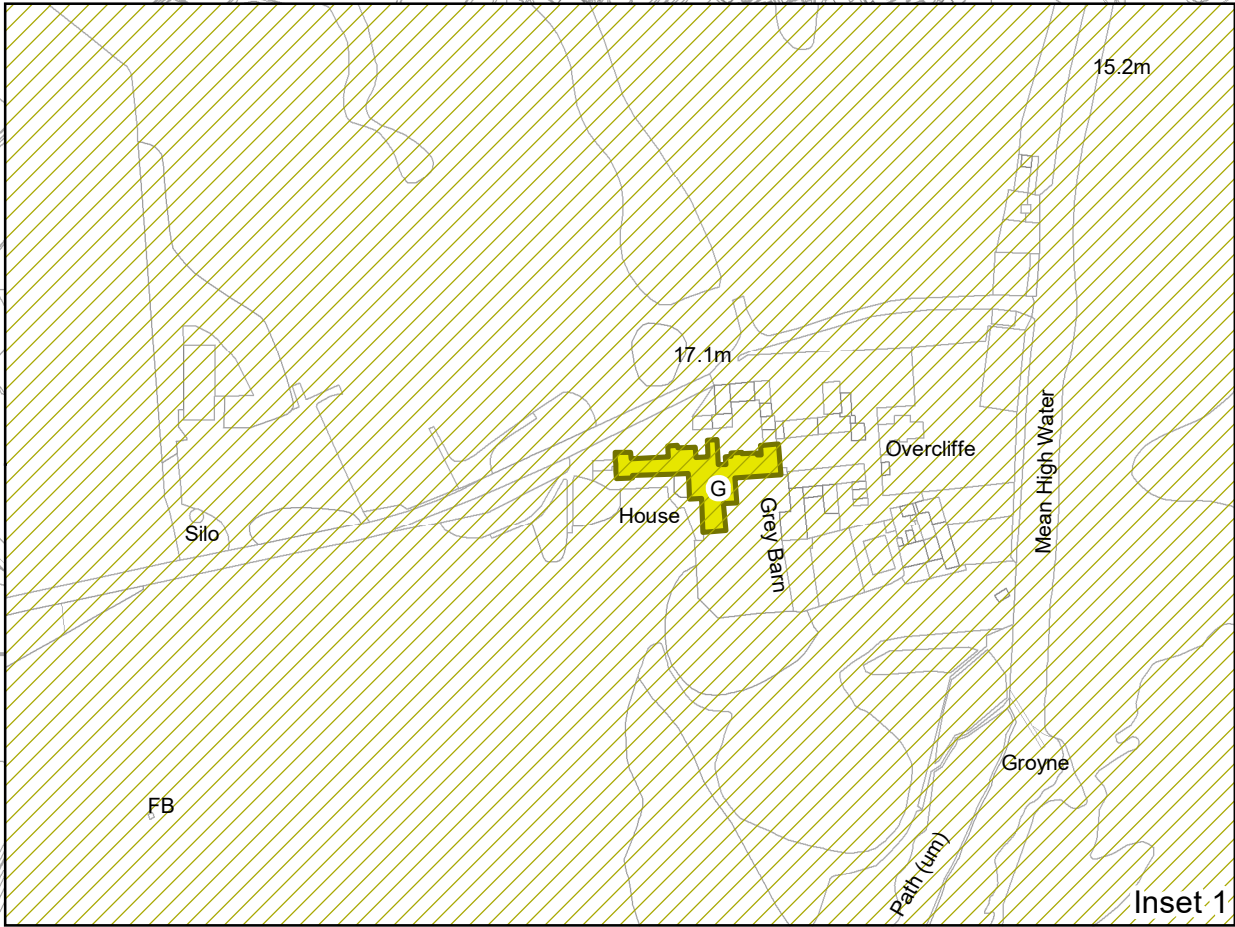 15.2m
17.1m
Mean High Water
Overcliffe
G
House
Grey Barn
Silo
Groyne
FB
Path (um)
Inset 1